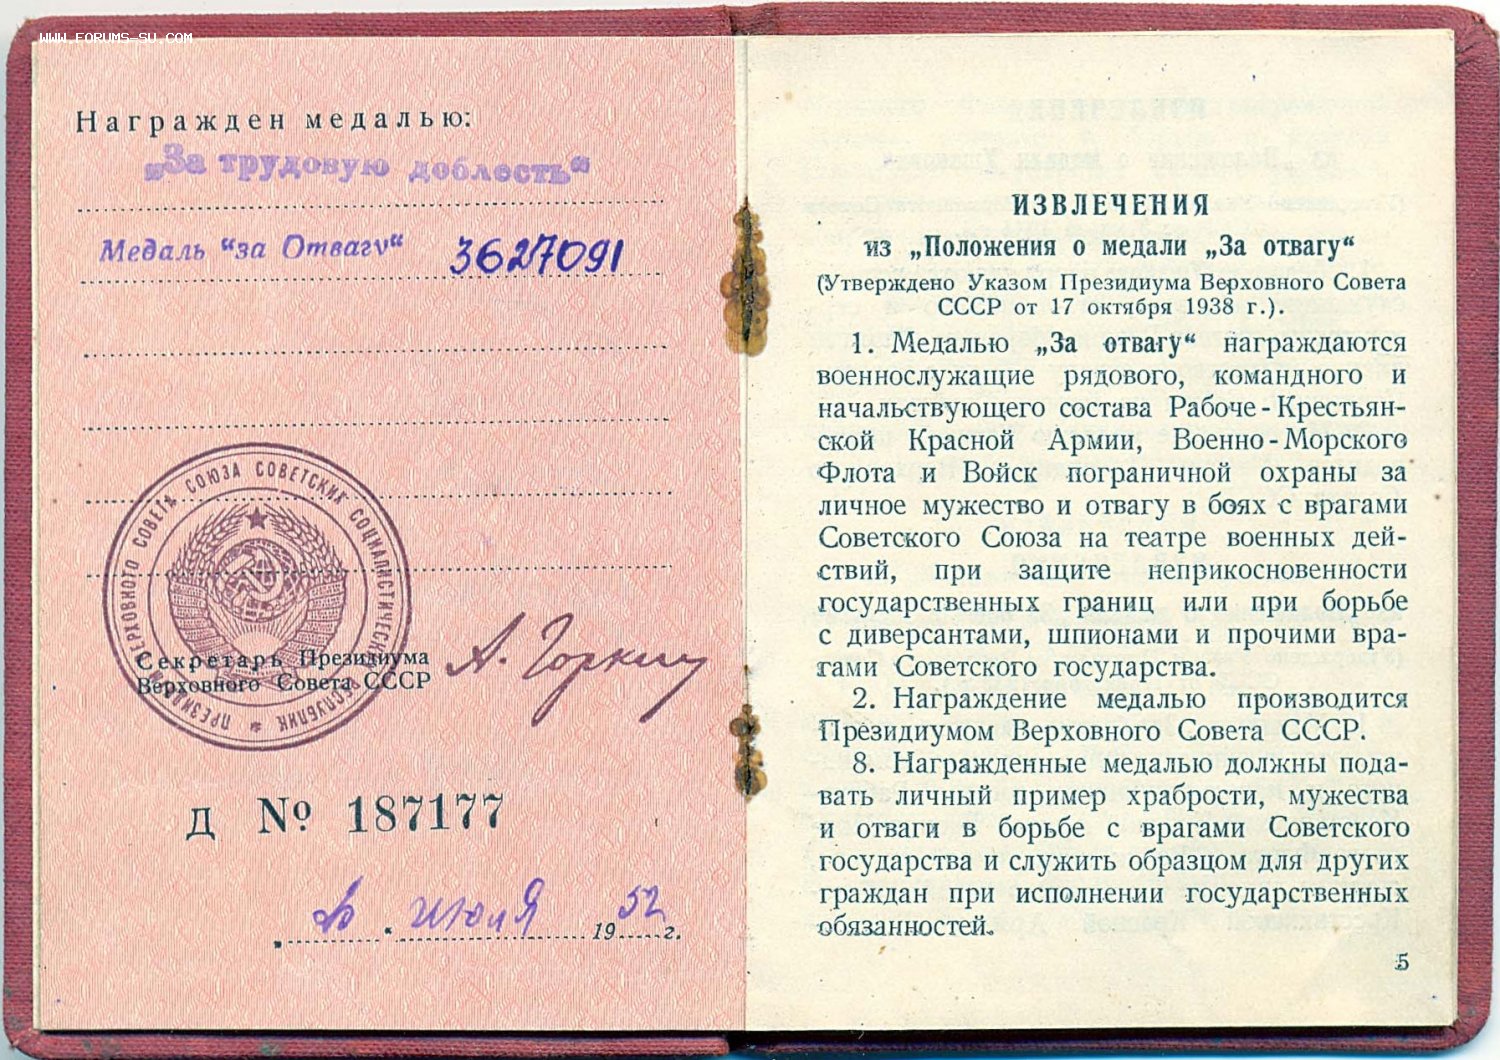 WWW.FORUMS-SU.COM
Награжден медалью:
„За трудовую доблесть“
Медаль "за Отвагу“ 3627091
ПРЕЗИДИУМ ВЕРХОВНОГО СОВЕТА СОЮЗА СОВЕТСКИХ СОЦИАЛИСТИЧЕСКИХ РЕСПУБЛИК
Секретарь Президиума
Верховного Совета СССР
А. Горкин
Д № 187177
" " июля 1952 г.
ИЗВЛЕЧЕНИЯ
из „Положения о медали „За отвагу“
(Утверждено Указом Президиума Верховного Совета
СССР от 17 октября 1938 г.).
1. Медалью „За отвагу“ награждаются
военнослужащие рядового, командного и
начальствующего состава Рабоче-Крестьян-
ской Красной Армии, Военно-Морского
Флота и Войск пограничной охраны за
личное мужество и отвагу в боях с врагами
Советского Союза на театре военных дей-
ствий, при защите неприкосновенности
государственных границ или при борьбе
с диверсантами, шпионами и прочими вра-
гами Советского государства.
2. Награждение медалью производится
Президиумом Верховного Совета СССР.
8. Награжденные медалью должны пода-
вать личный пример храбрости, мужества
и отваги в борьбе с врагами Советского
государства и служить образцом для других
граждан при исполнении государственных
обязанностей.
5